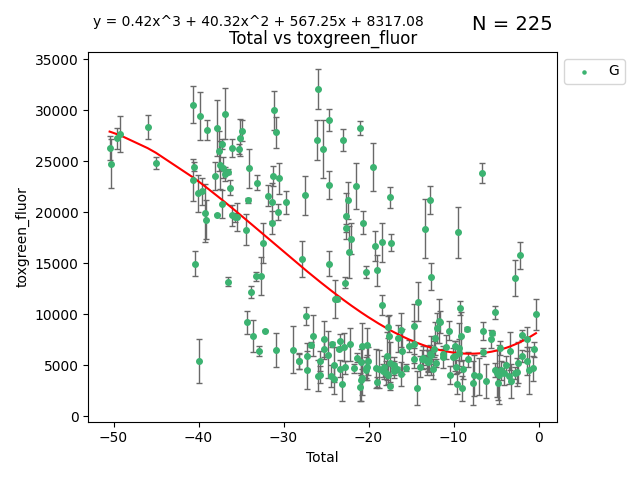 y = 0.42x^3 + 40.32x^2 + 567.25x + 8317.08
N = 225
Total vs toxgreen_fluor
G
35000
30000
25000
20000
15000
10000
5000
0
toxgreen_fluor
−50 −40 −30 −20 −10 0
Total